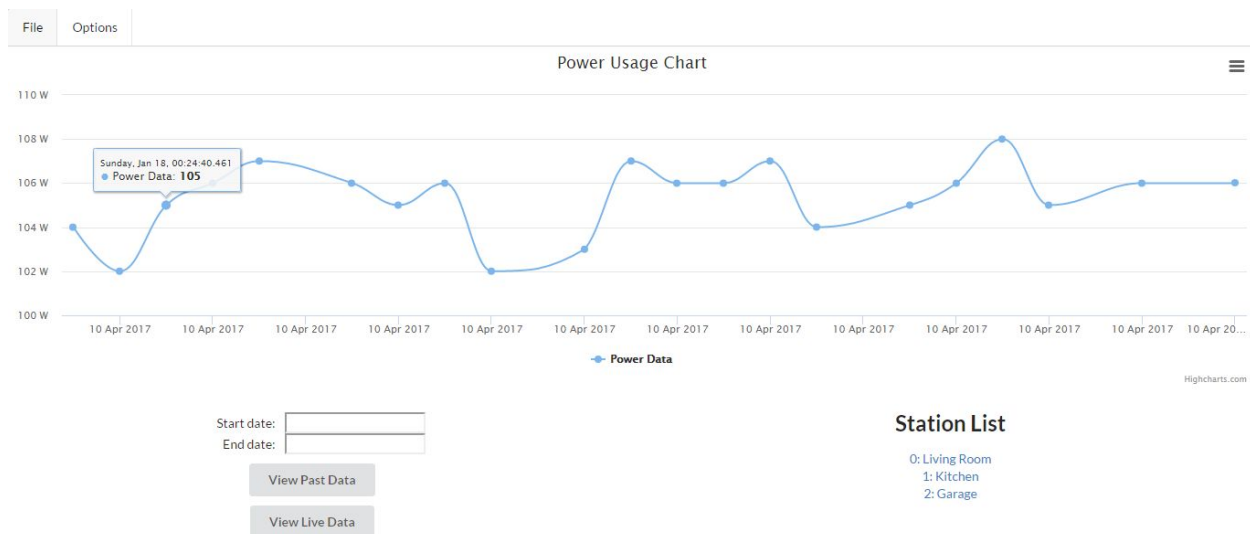 File Options
Power Usage Chart
110 W
108 W
Sunday, Jan 18, 00:24:40.461
Power Data: 105
106 W
104 W
102 W
100 W
10 Apr 2017 10 Apr 2017 10 Apr 2017 10 Apr 2017 10 Apr 2017 10 Apr 2017 10 Apr 2017 10 Apr 2017 10 Apr 2017 10 Apr 2017 10 Apr 2017 10 Apr 2017 10 Apr 20...
Power Data
Highcharts.com
Start date:
End date:
View Past Data
View Live Data
Station List
0: Living Room
1: Kitchen
2: Garage